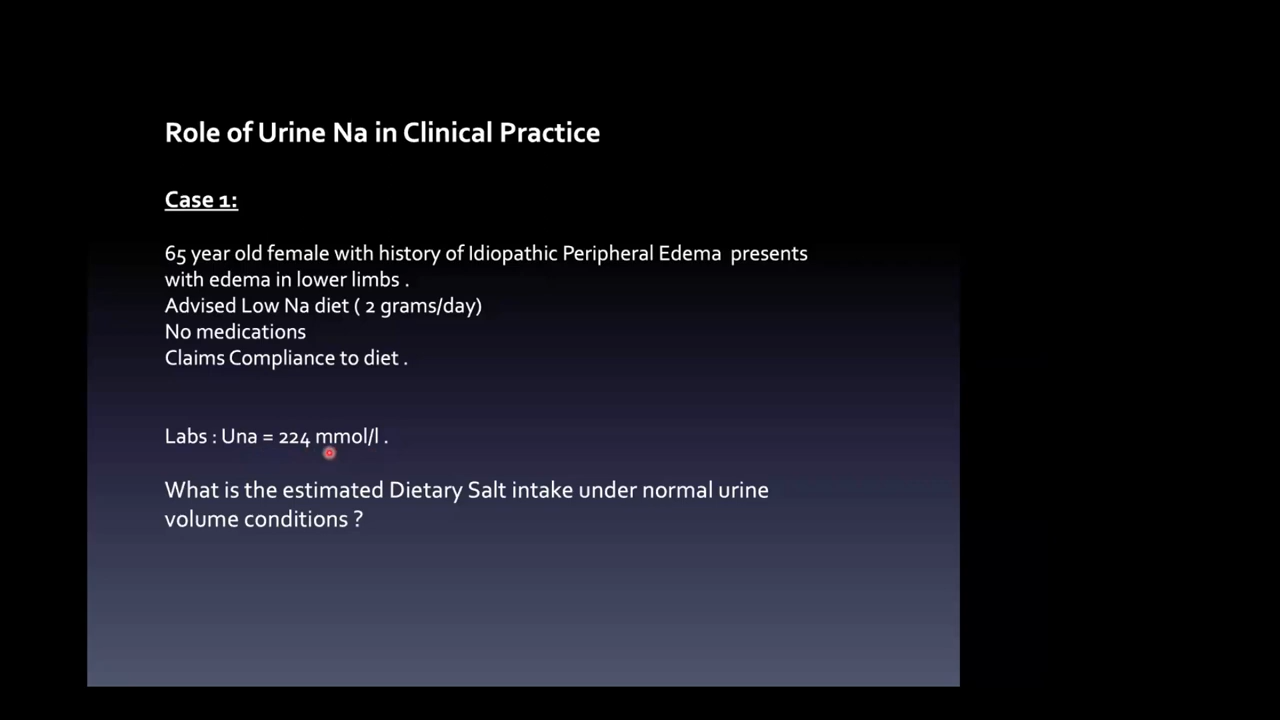 Role of Urine Na in Clinical Practice
Case 1:
65 year old female with history of Idiopathic Peripheral Edema  presents
with edema in lower limbs .
Advised Low Na diet ( 2 grams/day)
No medications
Claims Compliance to diet .
Labs : Una = 224 mmol/l .
What is the estimated Dietary Salt intake under normal urine
volume conditions ?